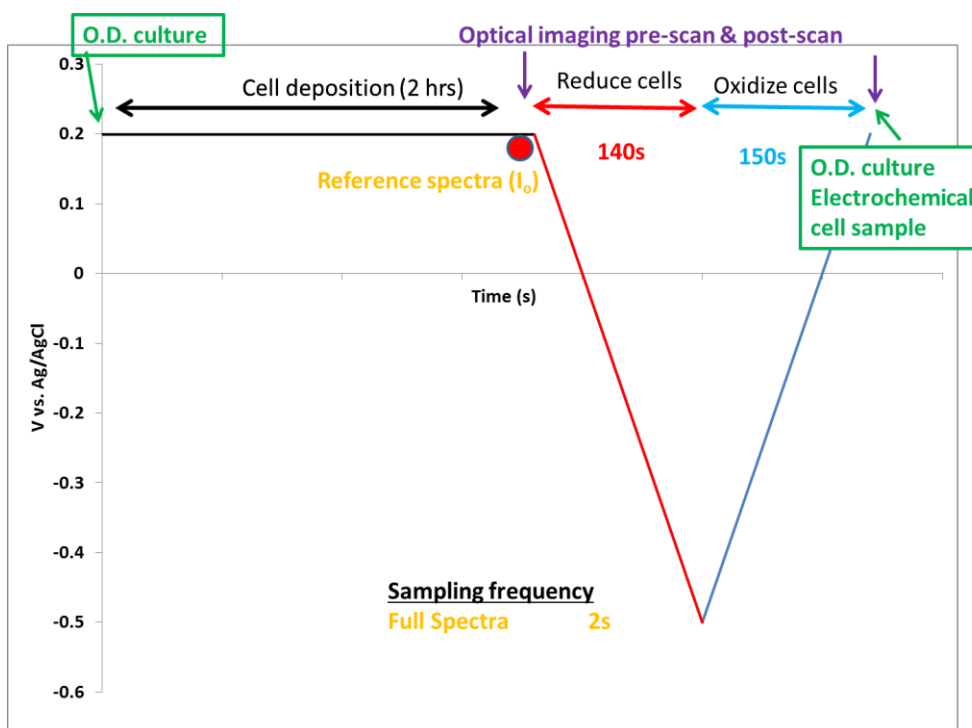 O.D. culture
Optical imaging pre-scan & post-scan
Cell deposition (2 hrs)
Reduce cells
Oxidize cells
140s
150s
Reference spectra (Io)
O.D. culture
Electrochemical
cell sample
0.3
0.2
0.1
0
-0.1
-0.2
-0.3
-0.4
-0.5
-0.6
V vs. Ag/AgCl
Time (s)
Sampling frequency
Full Spectra 2s